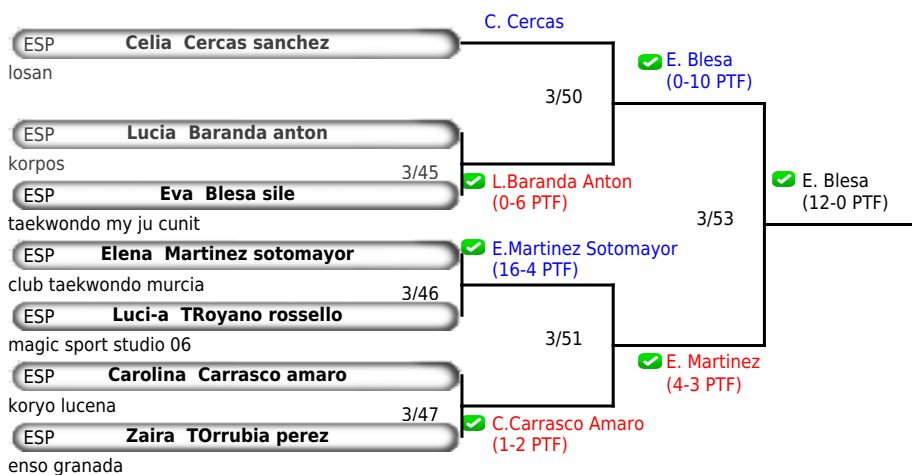 C. Cercas
ESP Celia Cercas sanchez
losan
E. Blesa
(0-10 PTF)
3/50
ESP Lucia Baranda anton
korpos
3/45
L.Baranda Anton
(0-6 PTF)
ESP Eva Blesa sile
taekwondo my ju cunit
E. Blesa
(12-0 PTF)
3/53
ESP Elena Martinez sotomayor
club taekwondo murcia
E.Martinez Sotomayor
(16-4 PTF)
3/46
ESP Luci-a TRoyano rossello
magic sport studio 06
3/51
E. Martinez
(4-3 PTF)
ESP Carolina Carrasco amaro
koryo lucena
3/47
C.Carrasco Amaro
(1-2 PTF)
ESP Zaira TOrrubia perez
enso granada